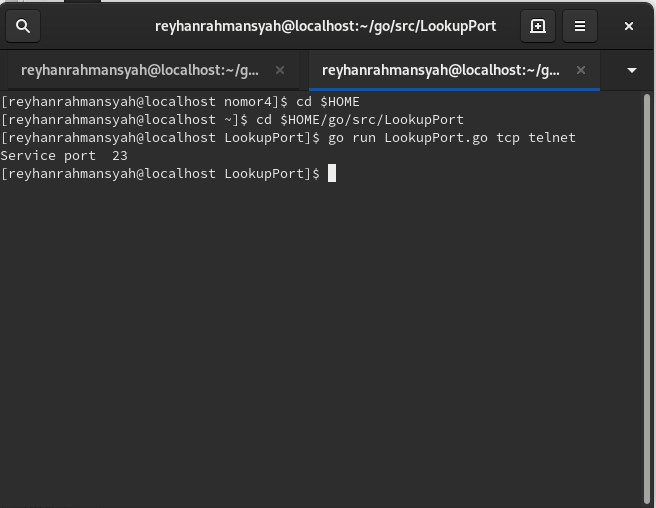 reyhanrahmansyah@localhost:~/go/src/LookupPort
reyhanrahmansyah@localhost:~/g...
reyhanrahmansyah@localhost:~/g...
[reyhanrahmansyah@localhost nomor4]$ cd $HOME
[reyhanrahmansyah@localhost ~]$ cd $HOME/go/src/LookupPort
[reyhanrahmansyah@localhost LookupPort]$ go run LookupPort.go tcp telnet
Service port  23
[reyhanrahmansyah@localhost LookupPort]$